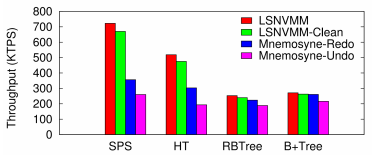 800
700
600
500
400
300
200
100
0
Throughput (KTPS)
LSNVMM
LSNVMM-Clean
Mnemosyne-Redo
Mnemosyne-Undo
SPS HT RBTree B+Tree